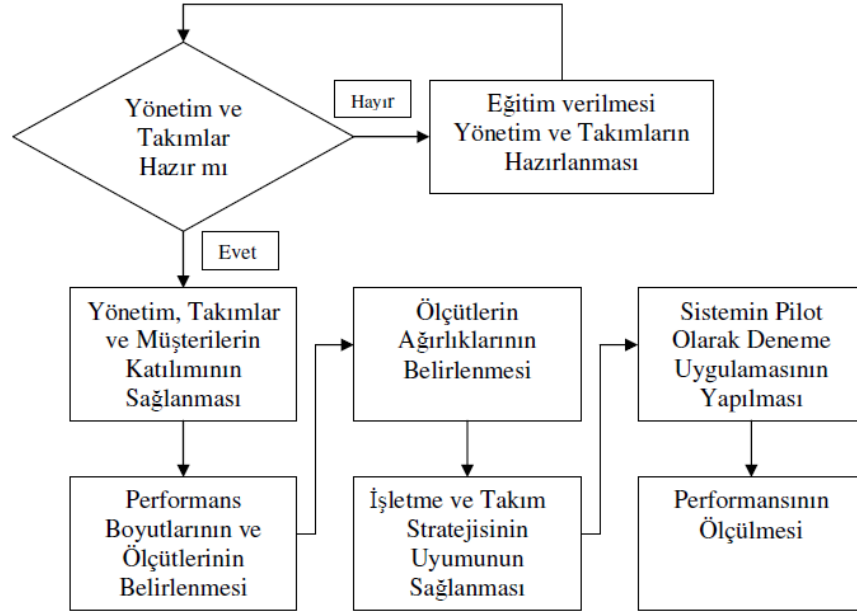 Yönetim ve
Takımlar
Hazır mı
Hayır
Eğitim verilmesi
Yönetim ve Takımların
Hazırlanması
Evet
Yönetim, Takımlar
ve Müşterilerin
Katılımının
Sağlanması
Performans
Boyutlarının ve
Ölçütlerinin
Belirlenmesi
Ölçütlerin
Ağırlıklarının
Belirlenmesi
İşletme ve Takım
Stratejisinin
Uyumunun
Sağlanması
Sistemin Pilot
Olarak Deneme
Uygulamasının
Yapılması
Performansının
Ölçülmesi